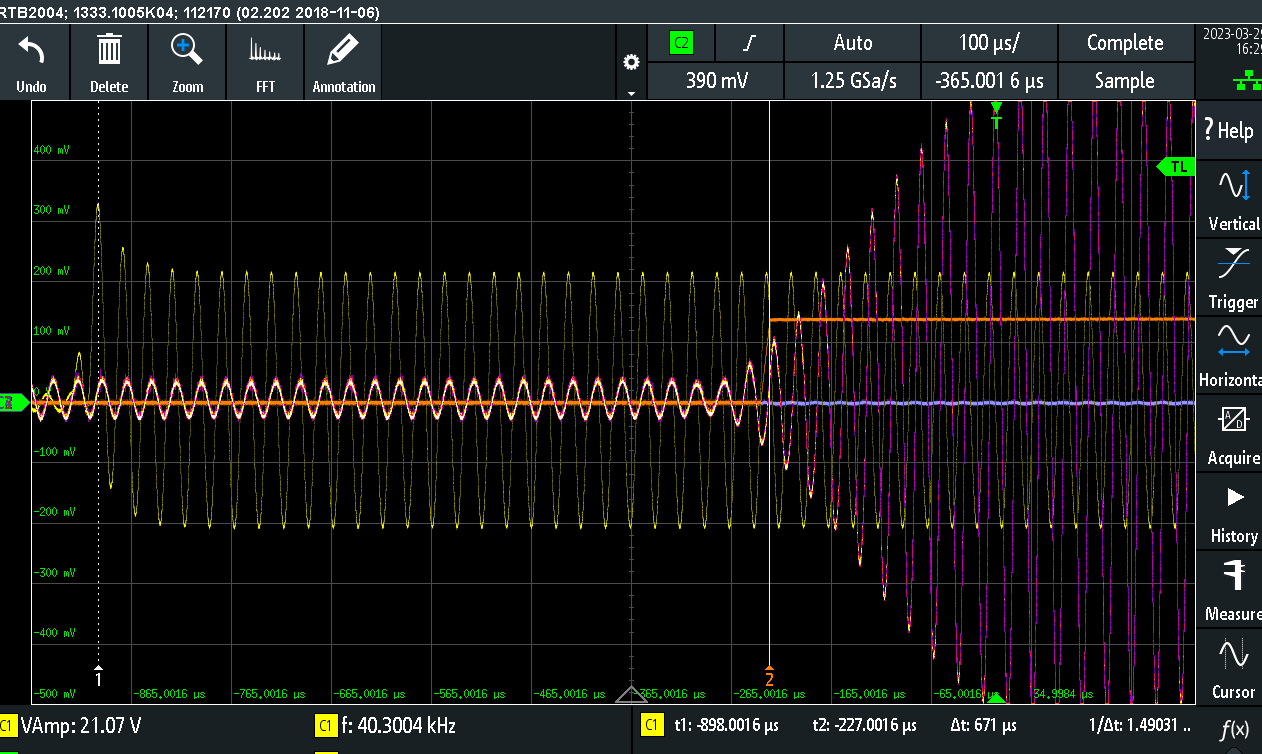 RTB2004; 1333.1005K04; 112170 (02.202 2018-11-06)
Undo
Delete
Zoom
FFT
Annotation
C2
Auto
100 µs/
Complete
390 mV
1.25 GSa/s
-365.001 6 µs
Sample
2023-03-29
16:2
? Help
Vertical
Trigger
Horizonta
Acquire
History
Measure
Cursor
f(x)
T
TL
400 mV
300 mV
200 mV
100 mV
-100 mV
-200 mV
-300 mV
-400 mV
-500 mV
1
2
-865,0016 µs
-765,0016 µs
-665,0016 µs
-565,0016 µs
-465,0016 µs
365,0016 µs
-265,0016 µs
-165,0016 µs
-65,0016 µs
34,9984 µs
C1 VAmp: 21.07 V
C1 f: 40.3004 kHz
C1 t1: -898.0016 µs
t2: -227.0016 µs
Δt: 671 µs
1/Δt: 1.49031 ..